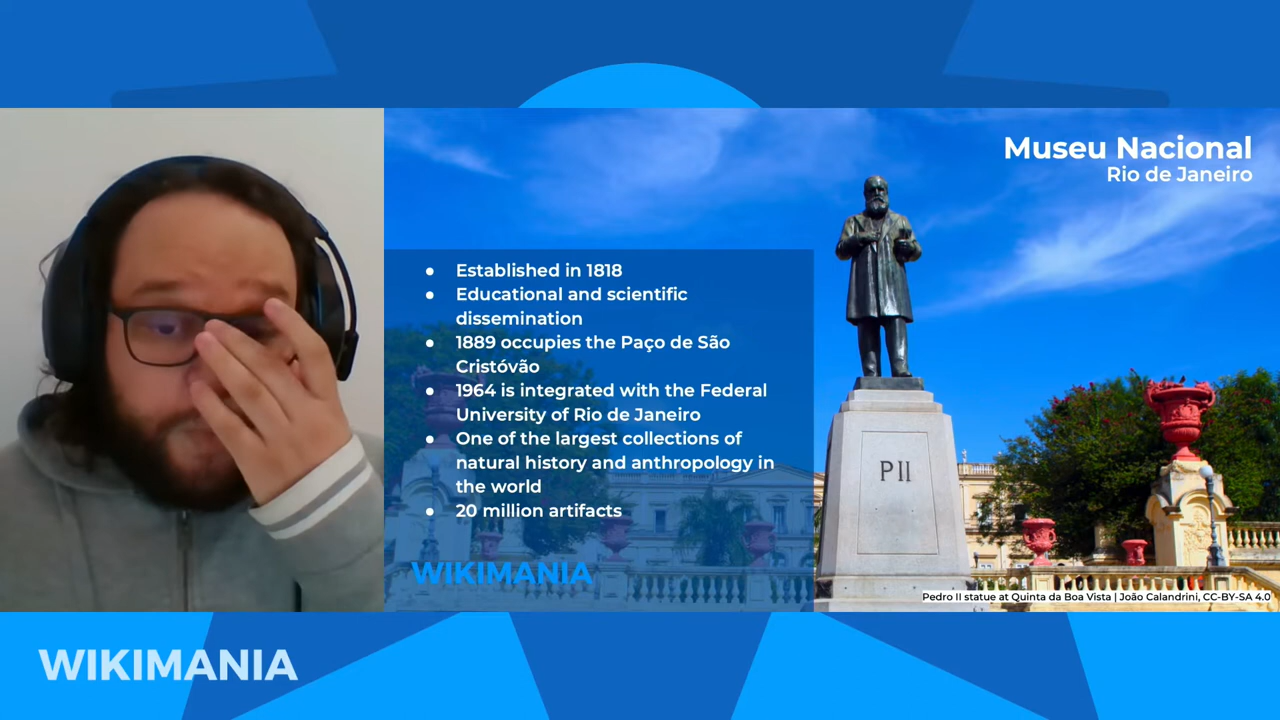 Museu Nacional
Rio de Janeiro
● Established in 1818
● Educational and scientific
dissemination
● 1889 occupies the Paço de São
Cristóvão
● 1964 is integrated with the Federal
University of Rio de Janeiro
● One of the largest collections of
natural history and anthropology in
the world
● 20 million artifacts
PII
WIKIMANIA
Pedro II statue at Quinta da Boa Vista | João Calandrini, CC-BY-SA 4.0
WIKIMANIA